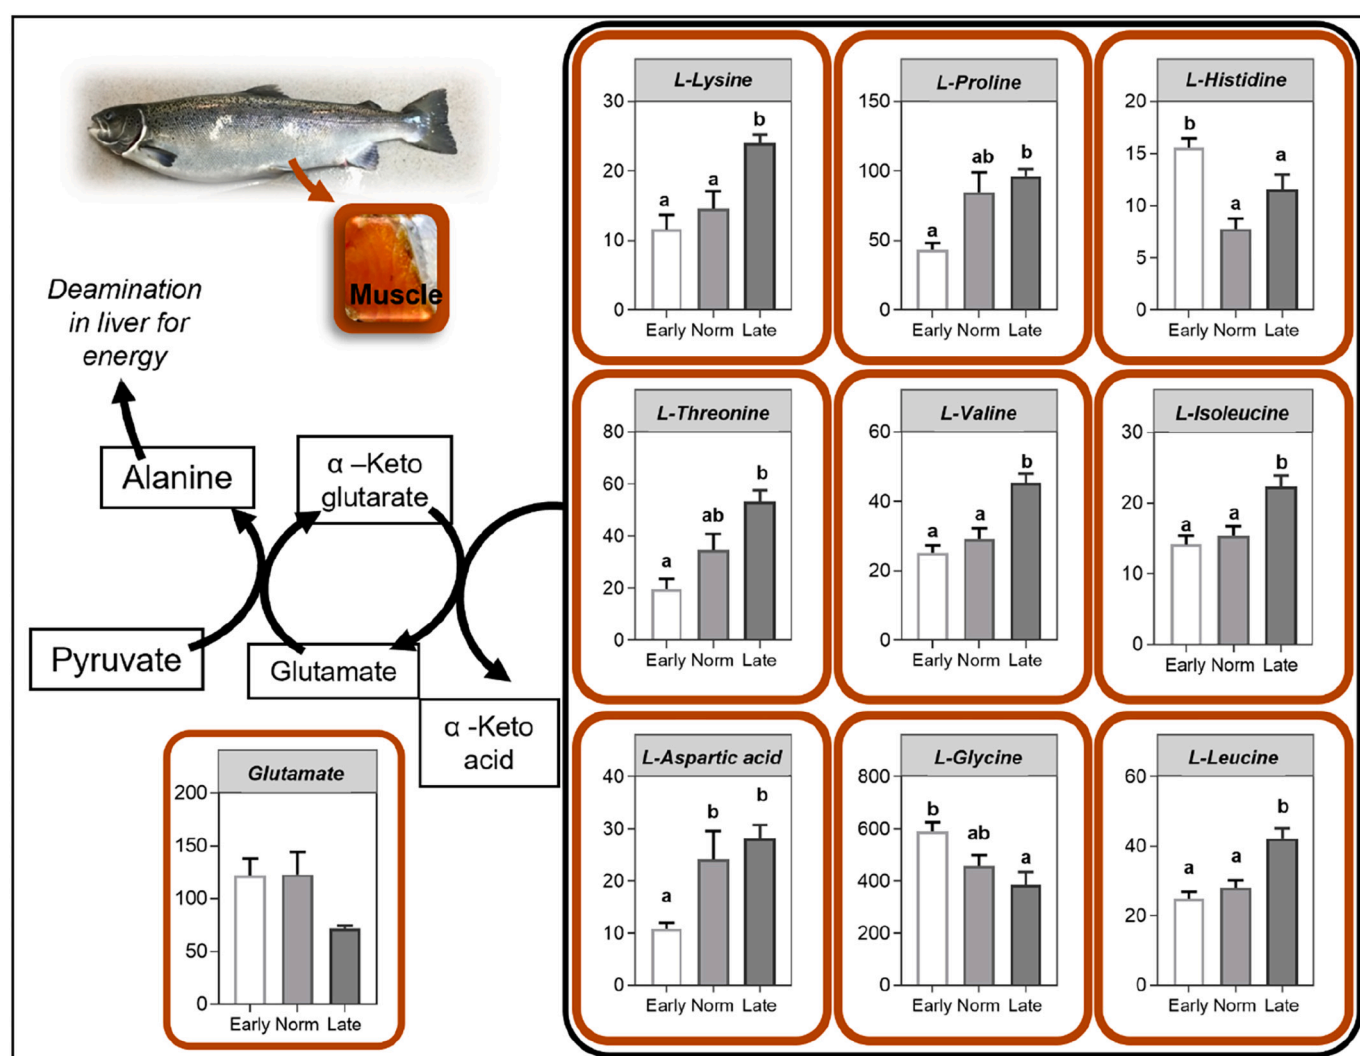 Muscle
Deamination
in liver for
energy
Alanine
α –Keto
glutarate
Pyruvate
Glutamate
α -Keto
acid
Glutamate
200
150
100
50
0
Early Norm Late
L-Lysine
30
20
10
0
a
a
b
Early Norm Late
L-Proline
150
100
50
0
a
ab
b
Early Norm Late
L-Histidine
20
15
10
5
0
b
a
a
Early Norm Late
L-Threonine
80
60
40
20
0
a
ab
b
Early Norm Late
L-Valine
60
40
20
0
a
a
b
Early Norm Late
L-Isoleucine
30
20
10
0
a
a
b
Early Norm Late
L-Aspartic acid
40
30
20
10
0
a
b
b
Early Norm Late
L-Glycine
800
600
400
200
0
b
ab
a
Early Norm Late
L-Leucine
60
40
20
0
a
a
b
Early Norm Late